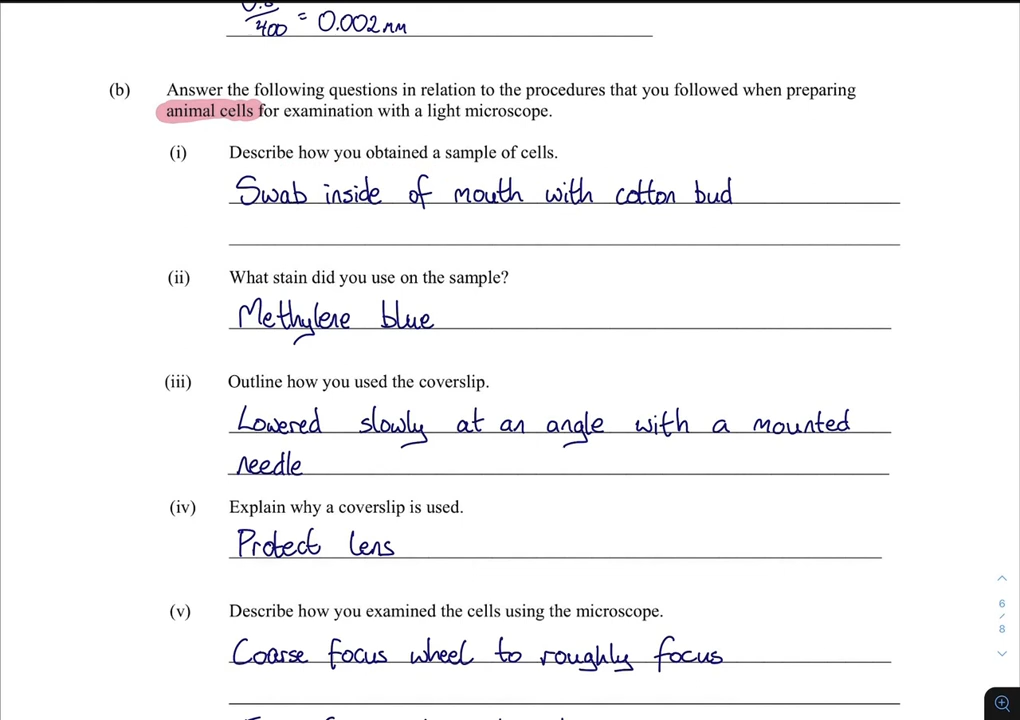 400 = 0.002mm
(b) Answer the following questions in relation to the procedures that you followed when preparing
animal cells for examination with a light microscope.
(i) Describe how you obtained a sample of cells.
Swab inside of mouth with cotton bud
(ii) What stain did you use on the sample?
Methylene blue
(iii) Outline how you used the coverslip.
Lowered slowly at an angle with a mounted
needle
(iv) Explain why a coverslip is used.
Protect lens
(v) Describe how you examined the cells using the microscope.
Coarse focus wheel to roughly focus
6
/
8